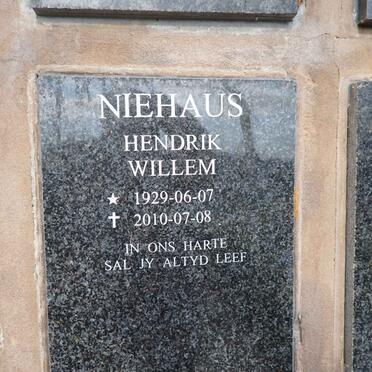 NIEHAUS
HENDRIK
WILLEM
★ 1929-06-07
✝ 2010-07-08
IN ONS HARTE
SAL JY ALTYD LEEF